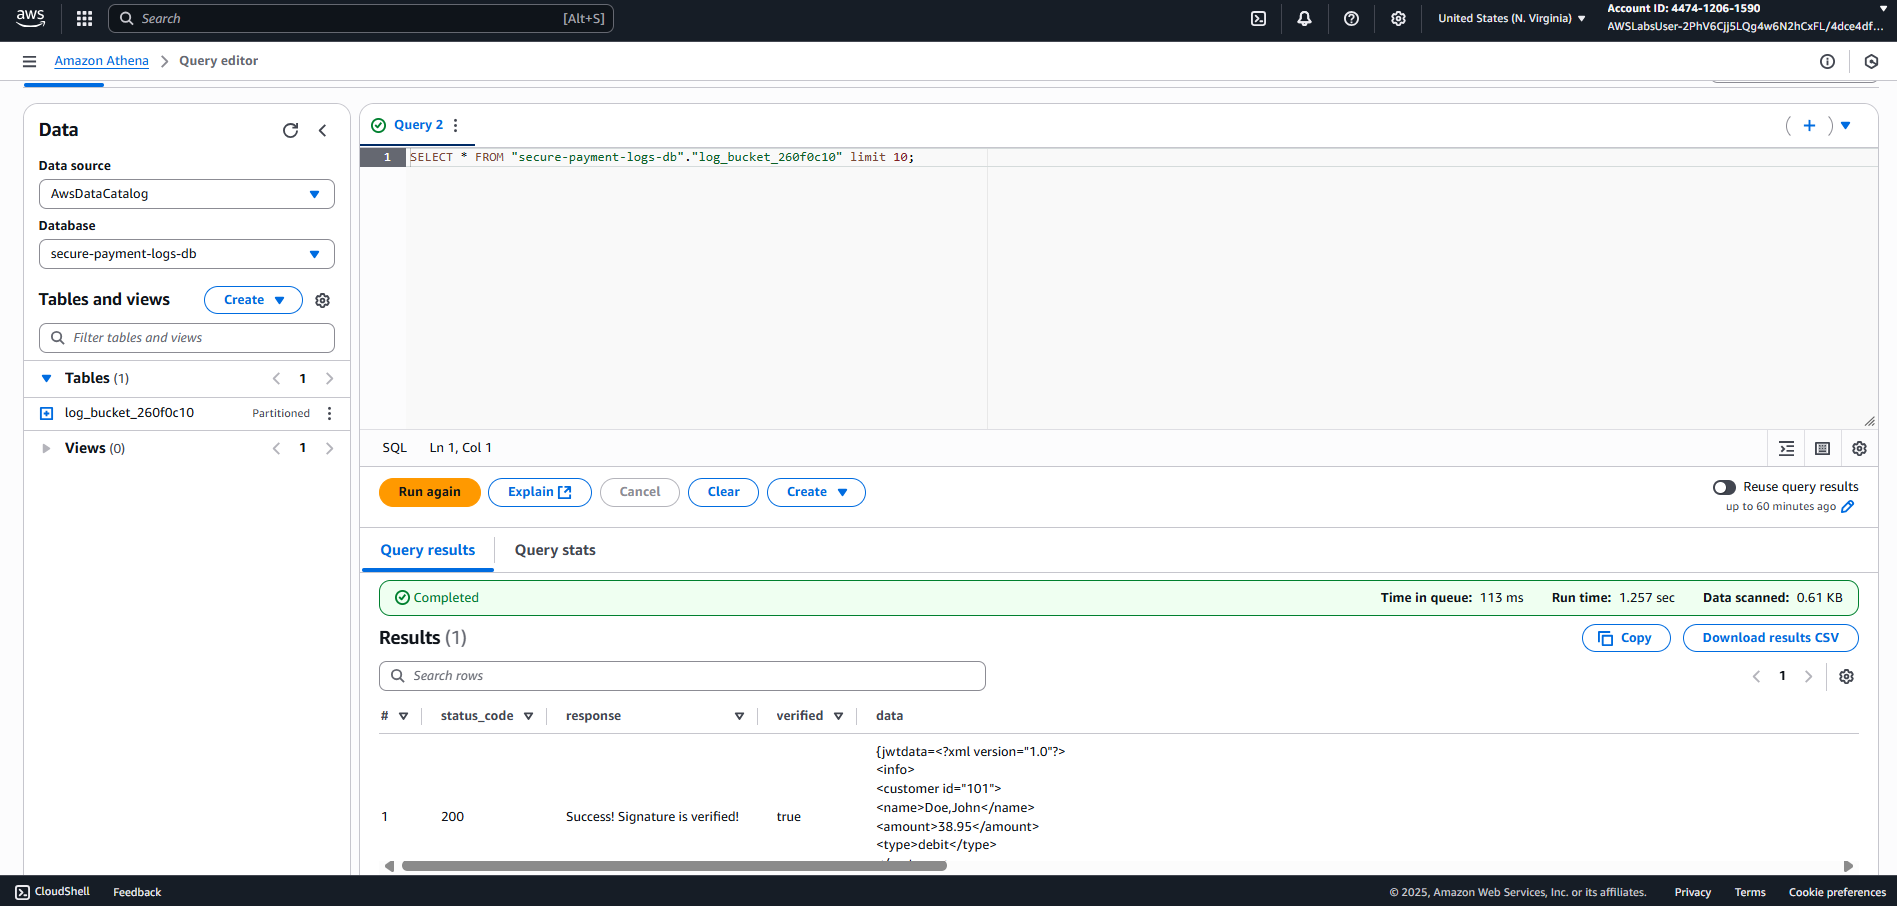 aws
Search [Alt+S]
United States (N. Virginia)
Account ID: 4474-1206-1590
AWSLabsUser-2PhV6Cjj5LQg4w6N2hCxFL/4dce4df...
Amazon Athena > Query editor
Data
Data source
AwsDataCatalog
Database
secure-payment-logs-db
Tables and views
Create
Filter tables and views
Tables (1)
1
log_bucket_260f0c10 Partitioned
Views (0)
1
Query 2
1 SELECT * FROM "secure-payment-logs-db"."log_bucket_260f0c10" limit 10;
SQL Ln 1, Col 1
Run again Explain Cancel Clear Create
Reuse query results
up to 60 minutes ago
Query results Query stats
Completed
Time in queue: 113 ms Run time: 1.257 sec Data scanned: 0.61 KB
Results (1)
Copy Download results CSV
Search rows
1
# status_code response verified data
1 200 Success! Signature is verified! true
{jwtdata=<?xml version="1.0"?>
<info>
<customer id="101">
<name>Doe,John</name>
<amount>38.95</amount>
<type>debit</type>
CloudShell Feedback
© 2025, Amazon Web Services, Inc. or its affiliates. Privacy Terms Cookie preferences